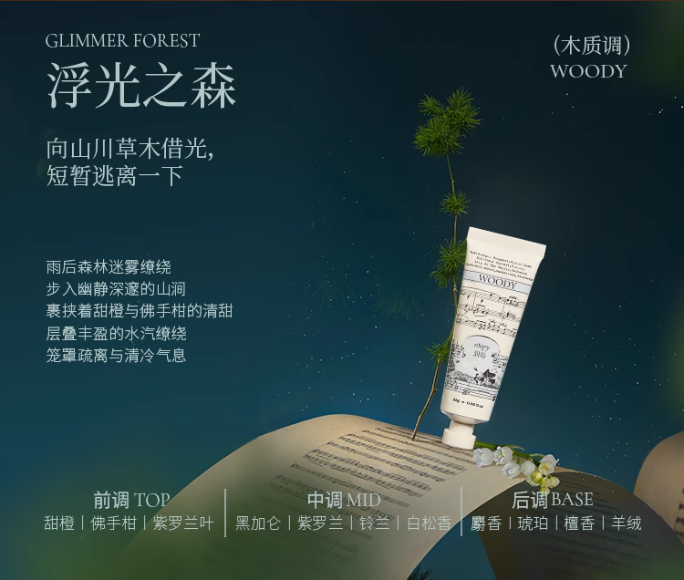 GLIMMER FOREST
浮光之森
(木质调)
WOODY
向山川草木借光,
短暂逃离一下
雨后森林迷雾缭绕
步入幽静深邃的山涧
裹挟着甜橙与佛手柑的清甜
层叠丰盈的水汽缭绕
笼罩疏离与清冷气息
WOODY
前调 TOP
甜橙 | 佛手柑 | 紫罗兰叶
中调 MID
黑加仑 | 紫罗兰 | 铃兰 | 白松香
后调 BASE
麝香 | 琥珀 | 檀香 | 羊绒